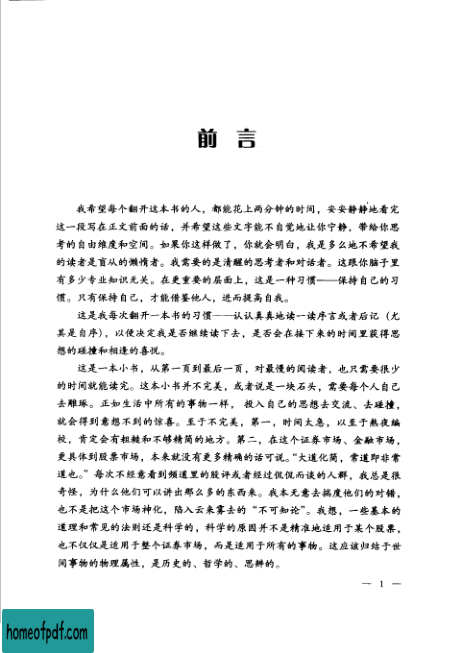 前 言
我希望每个翻开这本书的人，都能花上两分钟的时间，安安静静地看完
这一段写在正文前面的话，并希望这些文字能不自觉地让你宁静，带给你思
考的自由维度和空间。如果你这样做了，你就会明白，我是多么地不希望我
的读者是盲从的懒惰者。我需要的是清醒的思考者和对话者。这跟你脑子里
有多少专业知识无关。在更重要的层面上，这是一种习惯——保持自己的习
惯。只有保持自己，才能借鉴他人，进而提高自我。
这是我每次翻开一本书的习惯——认认真真地读一读序言或者后记（尤
其是自序），以便决定我是否继续读下去，是否会在接下来的时间里获得思
想的碰撞和相逢的喜悦。
这是一本小书，从第一页到最后一页，对最慢的阅读者，也只需要很少
的时间就能读完。这本小书并不完美，或者说是一块石头，需要每个人自己
去雕琢。正如生活中所有的事物一样， 投入自己的思想去交流、去碰撞，
就会得到意想不到的惊喜。至于不完美，第一，时间太急，以至于熬夜编
校，肯定会有粗糙和不够精简的地方。第二，在这个证券市场、金融市场，
更具体到股票市场，本来就没有更多精确的话可说。“大道化简，常道即非常
道也。”每次不经意看到频道里的股评或者经过侃侃而谈的人群，我总是很
奇怪，为什么他们可以讲出那么多的东西来。我本无意去揣度他们的对错，
也不是把这个市场神化，陷入云来雾去的“不可知论”。我想，一些基本的
道理和常见的法则还是科学的，科学的原因并不是精准地适用于某个股票，
也不仅仅是适用于整个证券市场，而是适用于所有的事物。这应该归结于世
间事物的物理属性，是历史的、哲学的、思辨的。
— 1 —
homeofpdf.com